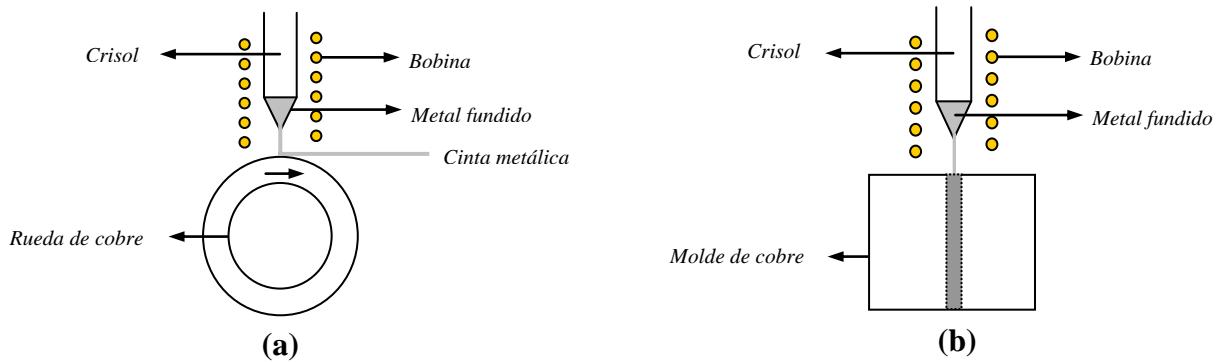 Crisol
Bobina
Metal fundido
Cinta metálica
Rueda de cobre
(a)
Crisol
Bobina
Metal fundido
Molde de cobre
(b)